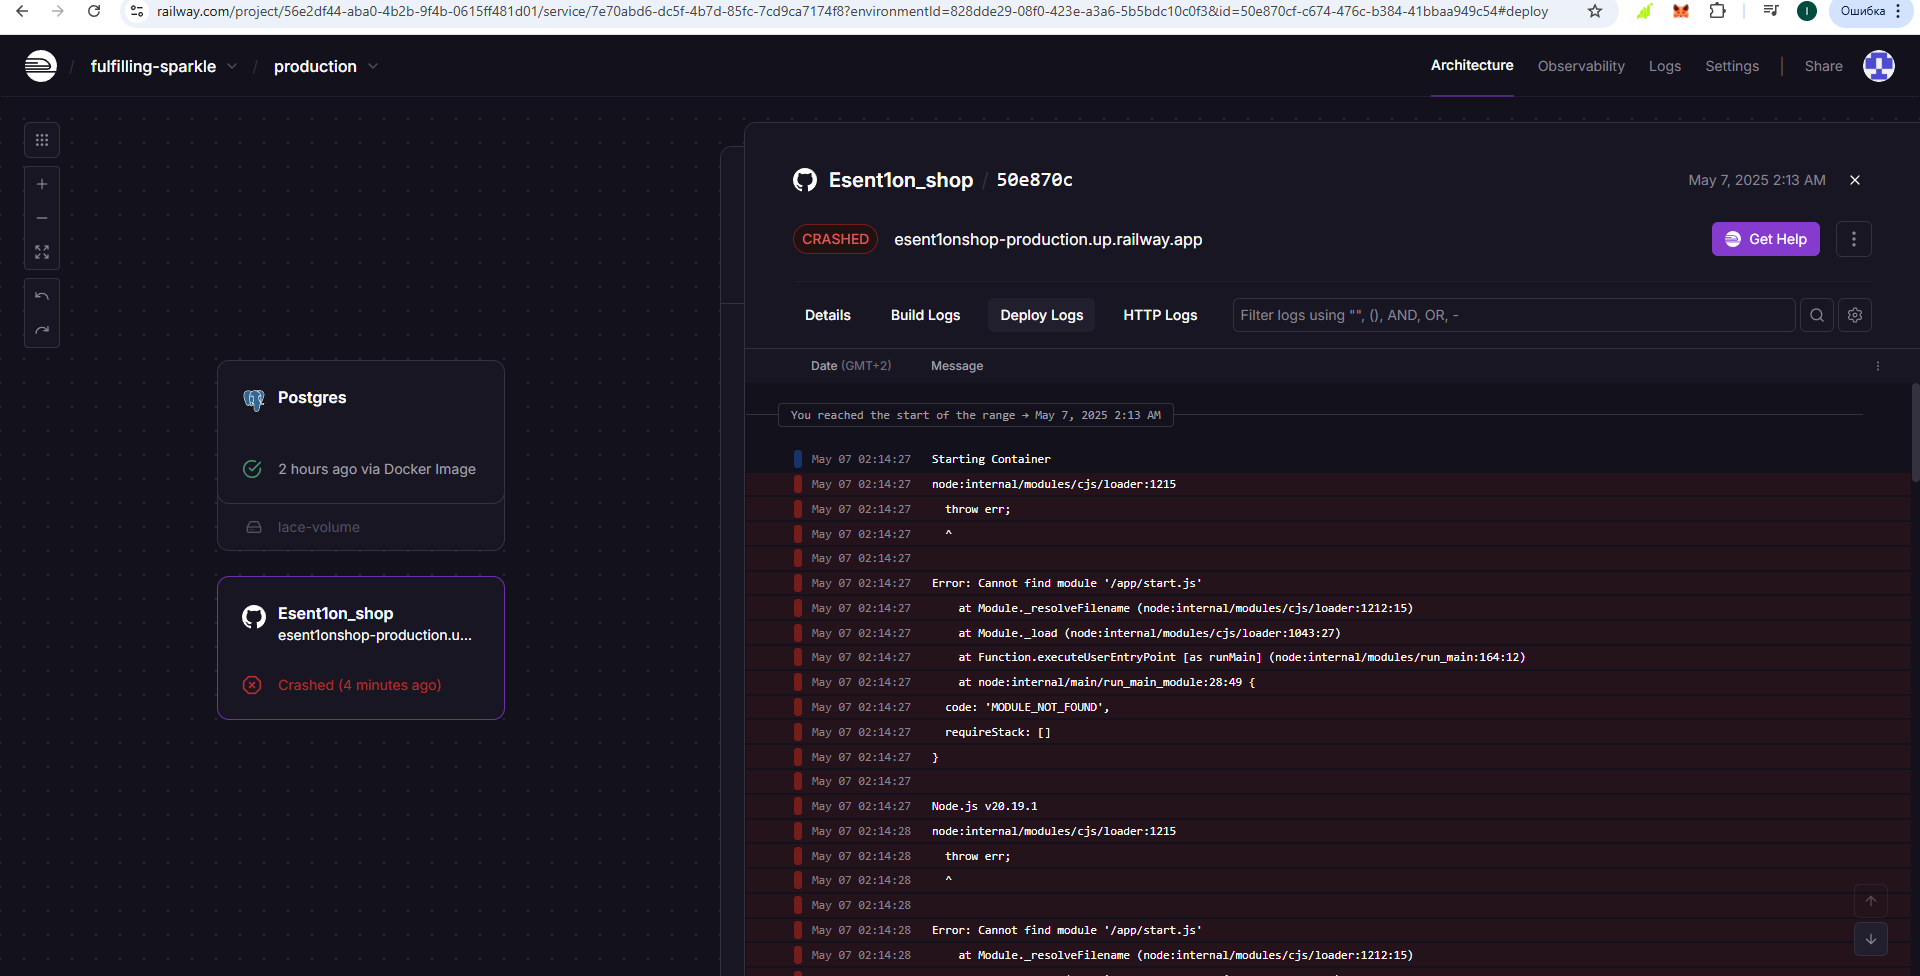 railway.com/project/56e2df44-aba0-4b2b-9f4b-0615ff481d01/service/7e70abd6-dc5f-4b7d-85fc-7cd9ca7174f8?environmentId=828dde29-08f0-423e-a3a6-5b5bdc10c0f3&id=50e870cf-c674-476c-b384-41bbaa949c54#deploy
I
Ошибка
/ fulfilling-sparkle / production
Architecture
Observability
Logs
Settings
Share
Postgres
2 hours ago via Docker Image
lace-volume
Esent1on_shop
esent1onshop-production.u...
Crashed (4 minutes ago)
Esent1on_shop / 50e870c
May 7, 2025 2:13 AM
CRASHED
esent1onshop-production.up.railway.app
Get Help
Details
Build Logs
Deploy Logs
HTTP Logs
Filter logs using "", (), AND, OR, -
Date (GMT+2) Message
You reached the start of the range → May 7, 2025 2:13 AM
May 07 02:14:27 Starting Container
May 07 02:14:27 node:internal/modules/cjs/loader:1215
May 07 02:14:27 throw err;
May 07 02:14:27 ^
May 07 02:14:27
May 07 02:14:27 Error: Cannot find module '/app/start.js'
May 07 02:14:27 at Module._resolveFilename (node:internal/modules/cjs/loader:1212:15)
May 07 02:14:27 at Module._load (node:internal/modules/cjs/loader:1043:27)
May 07 02:14:27 at Function.executeUserEntryPoint [as runMain] (node:internal/modules/run_main:164:12)
May 07 02:14:27 at node:internal/main/run_main_module:28:49 {
May 07 02:14:27 code: 'MODULE_NOT_FOUND',
May 07 02:14:27 requireStack: []
May 07 02:14:27 }
May 07 02:14:27
May 07 02:14:27 Node.js v20.19.1
May 07 02:14:28 node:internal/modules/cjs/loader:1215
May 07 02:14:28 throw err;
May 07 02:14:28 ^
May 07 02:14:28
May 07 02:14:28 Error: Cannot find module '/app/start.js'
May 07 02:14:28 at Module._resolveFilename (node:internal/modules/cjs/loader:1212:15)